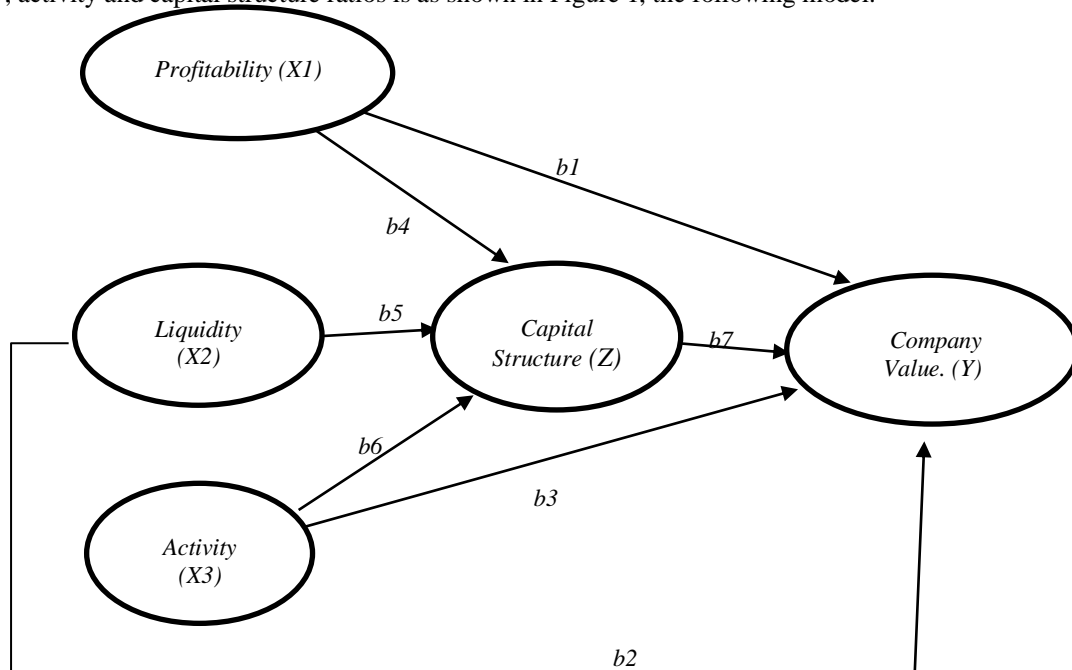 , activity and capital structure ratios is as shown in Figure 1, the following model.
Profitability (X1)
b1
b4
Liquidity
(X2)
b5
Capital
Structure (Z)
b7
Company
Value. (Y)
b6
b3
Activity
(X3)
b2